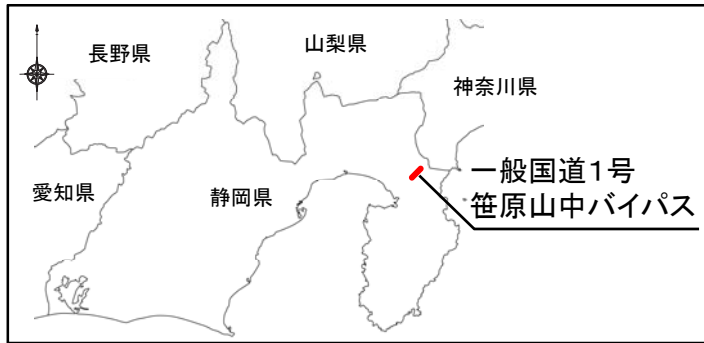 長野県
山梨県
神奈川県
愛知県
静岡県
一般国道1号
笹原山中バイパス